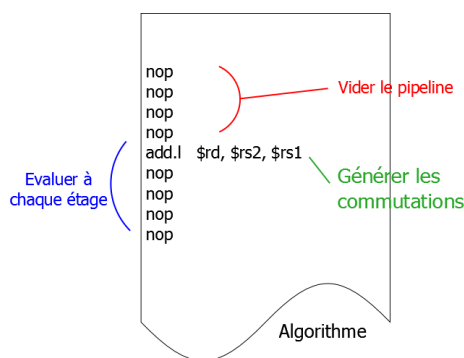 nop
nop
nop
nop
add.l $rd, $rs2, $rs1
nop
nop
nop
nop
Vider le pipeline
Evaluer à
chaque étage
Générer les
commutations
Algorithme